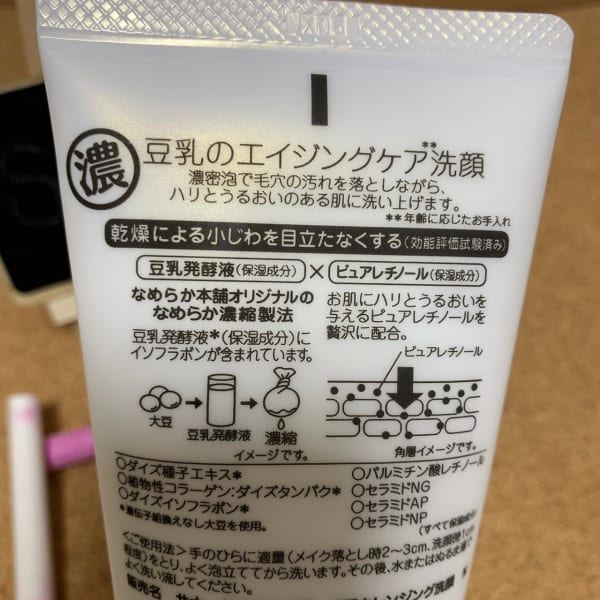 濃
豆乳のエイジングケア**洗顔
濃密泡で毛穴の汚れを落としながら、
ハリとうるおいのある肌に洗い上げます。
**年齢に応じたお手入れ
乾燥による小じわを目立たなくする(効能評価試験済み)
豆乳発酵液(保湿成分)×ピュアレチノール(保湿成分)
なめらか本舗オリジナルの
なめらか濃縮製法
豆乳発酵液*(保湿成分)に
イソフラボンが含まれています。
大豆
豆乳発酵液
濃縮
イメージです。
お肌にハリとうるおいを
与えるピュアレチノールを
贅沢に配合。
ピュアレチノール
角層イメージです。
○ダイズ種子エキス*
○植物性コラーゲン:ダイズタンパク*
○ダイズイソフラボン*
*遺伝子組換えなし大豆を使用。
○パルミチン酸レチノール
○セラミドNG
○セラミドAP
○セラミドNP
(すべて保湿成分)
<ご使用法>手のひらに適量(メイク落とし時2〜3cm、洗顔時1cm
程度)をとり、よく泡立ててから洗います。その後、水またはぬるま湯で
よく洗い流してください。
販売名
クレンジング洗顔 N